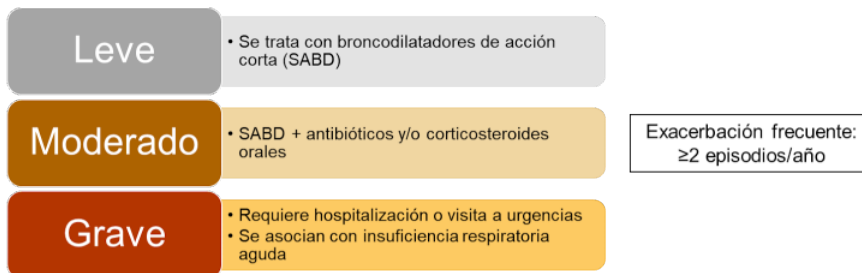 Leve
• Se trata con broncodilatadores de acción
corta (SABD)
Moderado
• SABD + antibióticos y/o corticosteroides
orales
Exacerbación frecuente:
≥2 episodios/año
Grave
• Requiere hospitalización o visita a urgencias
• Se asocian con insuficiencia respiratoria
aguda